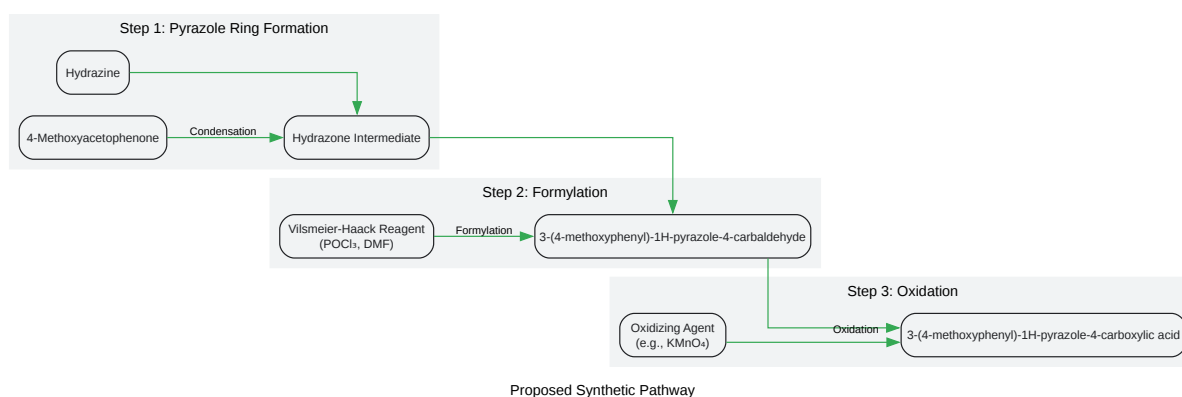 Step 1: Pyrazole Ring Formation
Hydrazine
4-Methoxyacetophenone
Condensation
Hydrazone Intermediate
Step 2: Formylation
Vilsmeier-Haack Reagent
(POCl₃, DMF)
Formylation
3-(4-methoxyphenyl)-1H-pyrazole-4-carbaldehyde
Step 3: Oxidation
Oxidizing Agent
(e.g., KMnO₄)
Oxidation
3-(4-methoxyphenyl)-1H-pyrazole-4-carboxylic acid
Proposed Synthetic Pathway